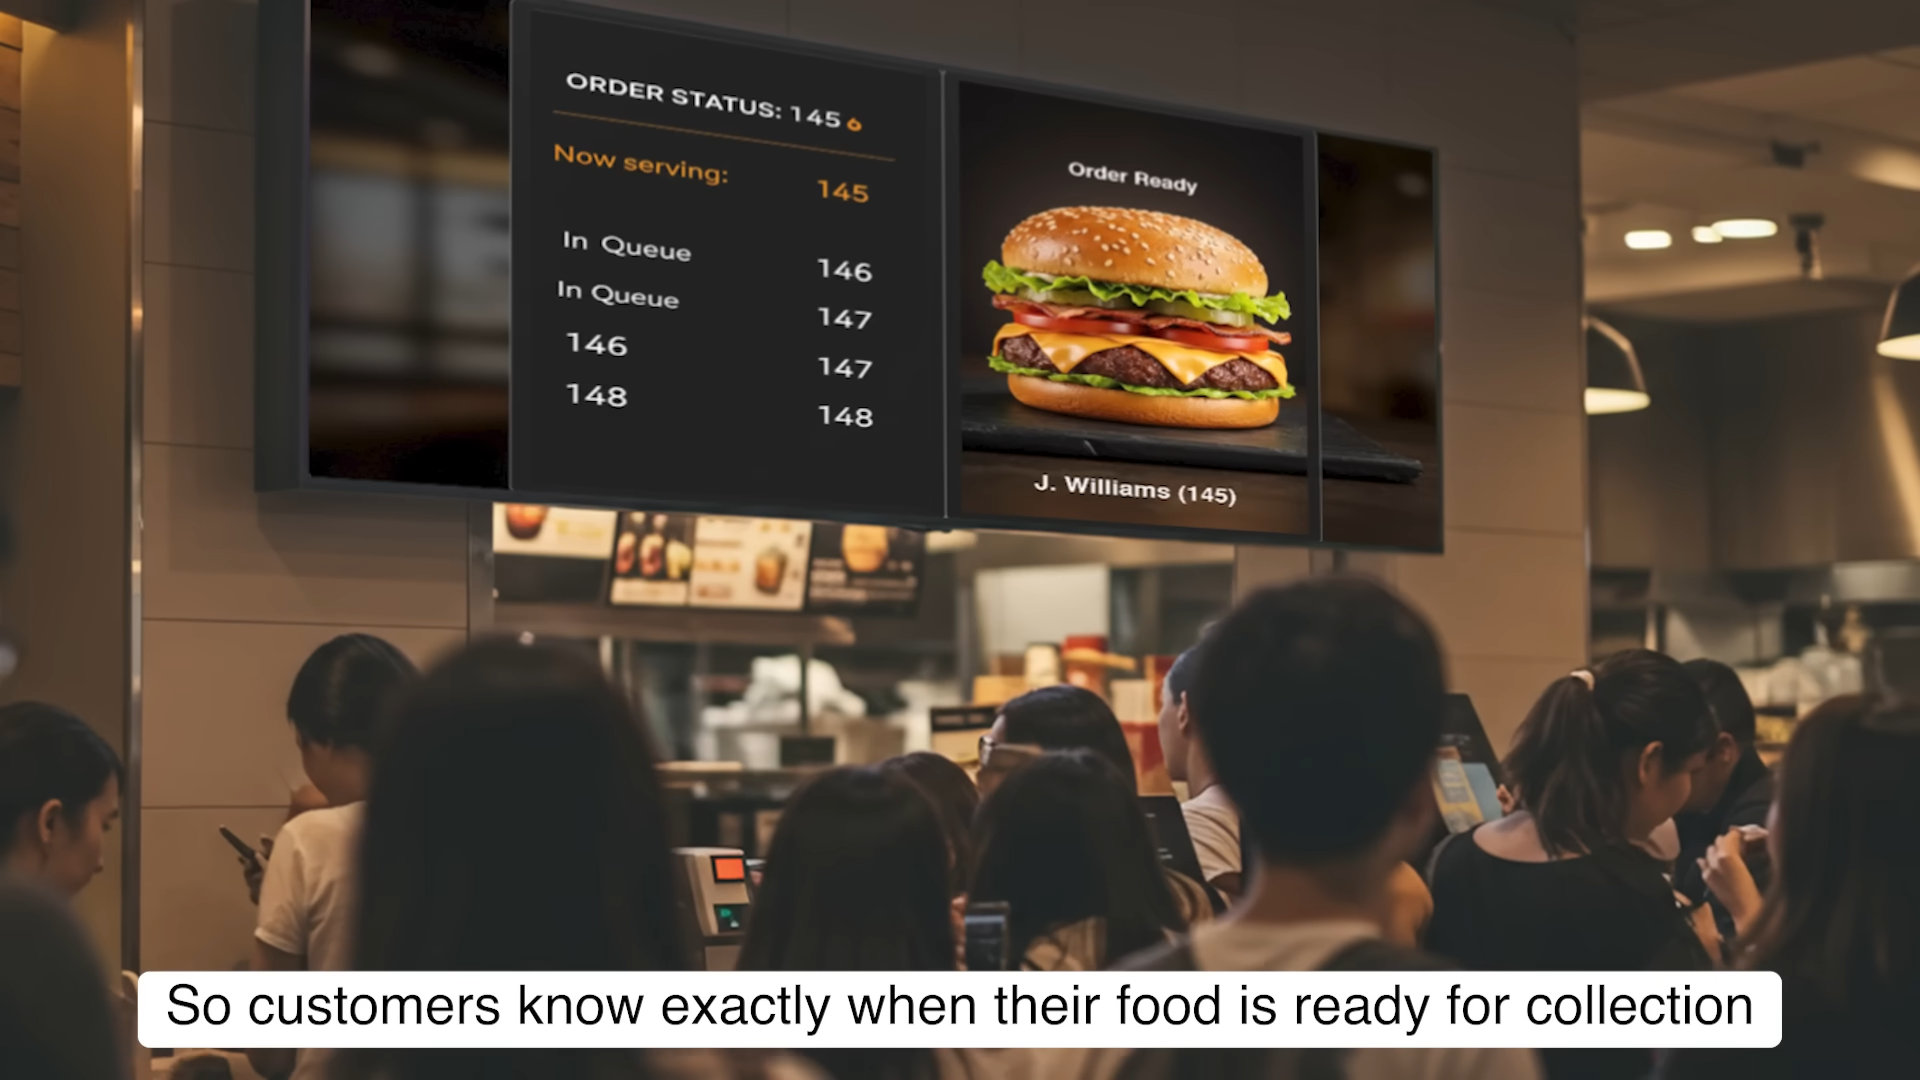 ORDER STATUS: 145 6
Now serving: 145
In Queue 146
In Queue 147
146 147
148 148
Order Ready
J. Williams (145)
So customers know exactly when their food is ready for collection